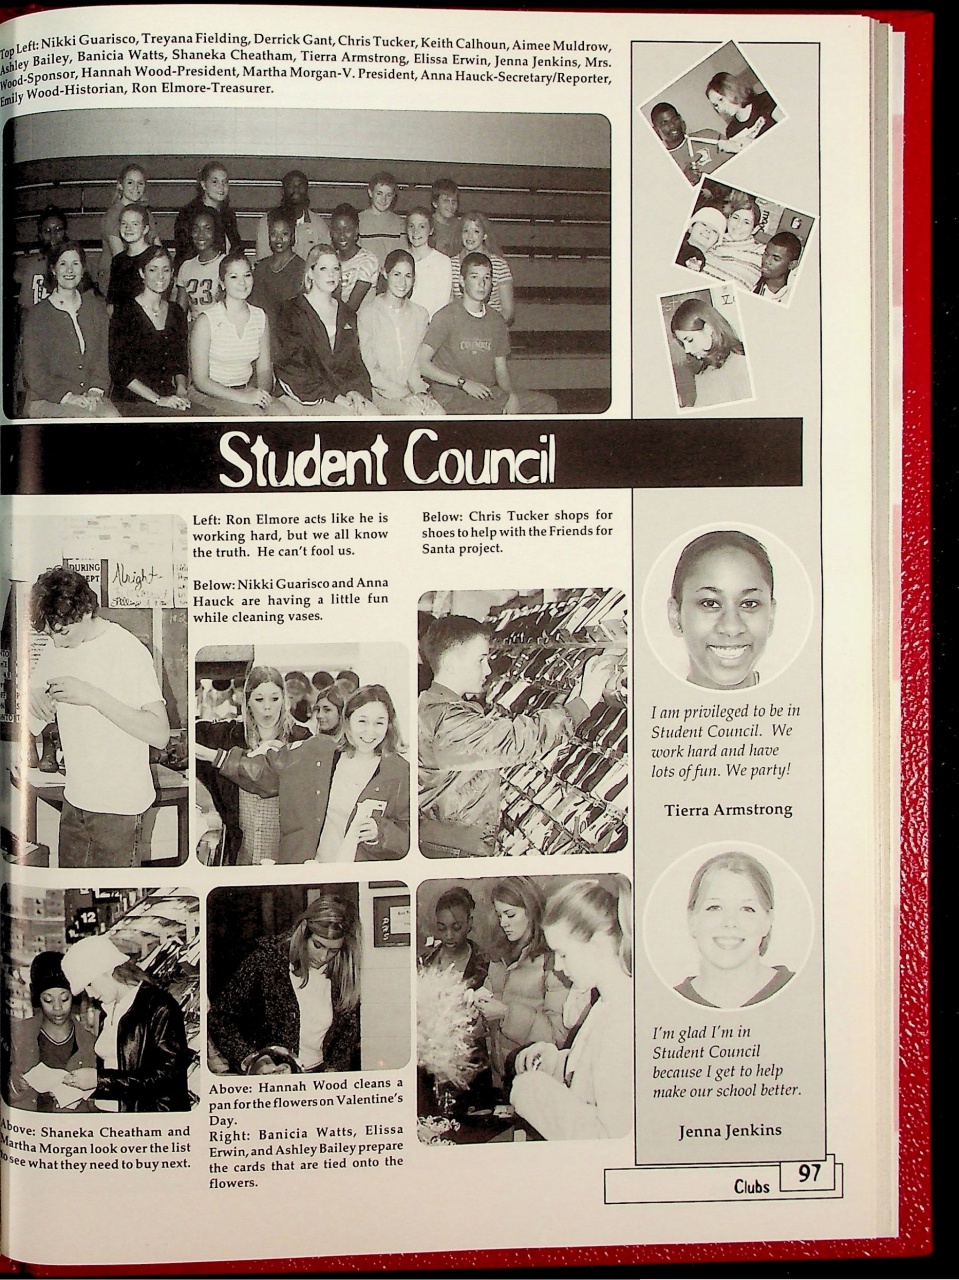 Top Left: Nikki Guarisco, Treyana Fielding, Derrick Gant, Chris Tucker, Keith Calhoun, Aimee Muldrow,
Ashley Bailey, Banicia Watts, Shaneka Cheatham, Tierra Armstrong, Elissa Erwin, Jenna Jenkins, Mrs.
Wood-Sponsor, Hannah Wood-President, Martha Morgan-V. President, Anna Hauck-Secretary/Reporter,
Emily Wood-Historian, Ron Elmore-Treasurer.
23
Student Council
Left: Ron Elmore acts like he is
working hard, but we all know
the truth. He can't fool us.
Below: Nikki Guarisco and Anna
Hauck are having a little fun
while cleaning vases.
Below: Chris Tucker shops for
shoes to help with the Friends for
Santa project.
DURING
Alright-
12
I am privileged to be in
Student Council. We
work hard and have
lots of fun. We party!
Tierra Armstrong
I'm glad I'm in
Student Council
because I get to help
make our school better.
Jenna Jenkins
Above: Shaneka Cheatham and
Martha Morgan look over the list
to see what they need to buy next.
Above: Hannah Wood cleans a
pan for the flowers on Valentine's
Day.
Right: Banicia Watts, Elissa
Erwin, and Ashley Bailey prepare
the cards that are tied onto the
flowers.
Clubs 97